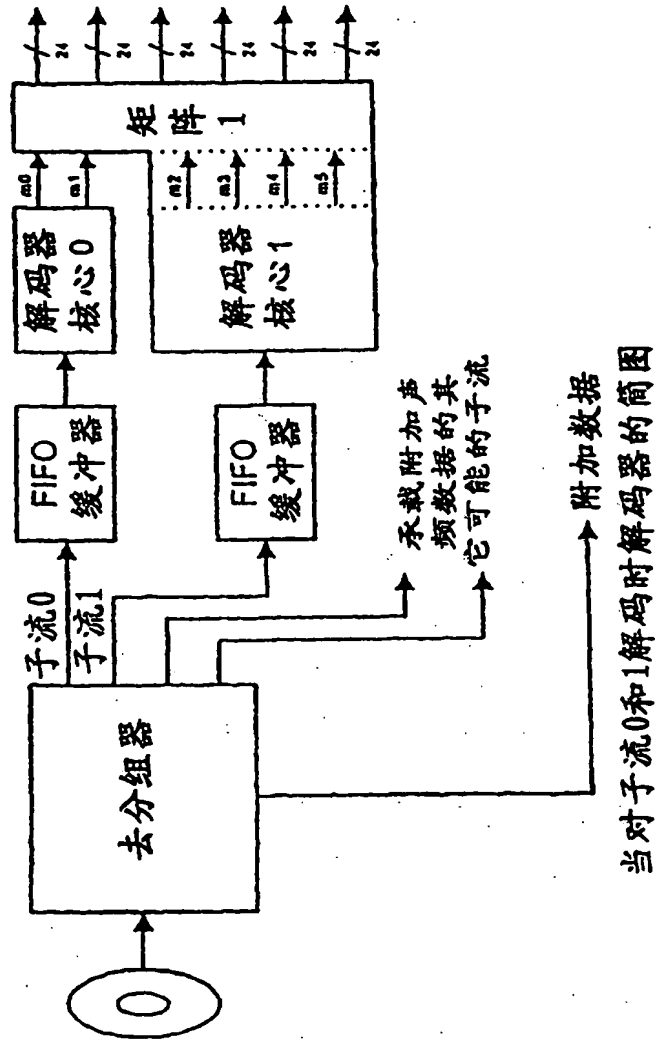 去分组器
子流0
子流1
FIFO
缓冲器
FIFO
缓冲器
解码器
核心0
解码器
核心1
m0
m1
m2
m3
m4
m5
矩阵1
24
24
24
24
24
24
承载附加声
频数据的其
它可能的子流
附加数据
当对子流0和1解码时解码器的简图